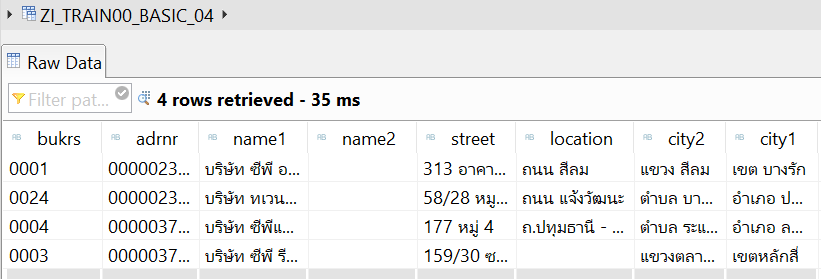 ZI_TRAIN00_BASIC_04
Raw Data
Filter pat... 4 rows retrieved - 35 ms
bukrs adrnr name1 name2 street location city2 city1
0001 0000023... บริษัท ซีพี อ... 313 อาคา... ถนน สีลม แขวง สีลม เขต บางรัก
0024 0000023... บริษัท ทเวน... 58/28 หมู... ถนน แจ้งวัฒนะ ตำบล บา... อำเภอ ป...
0004 0000037... บริษัท ซีพีแ... 177 หมู่ 4 ถ.ปทุมธานี - ... ตำบล ระแ... อำเภอ ล...
0003 0000037... บริษัท ซีพี รี... 159/30 ซ... แขวงตลา... เขตหลักสี่